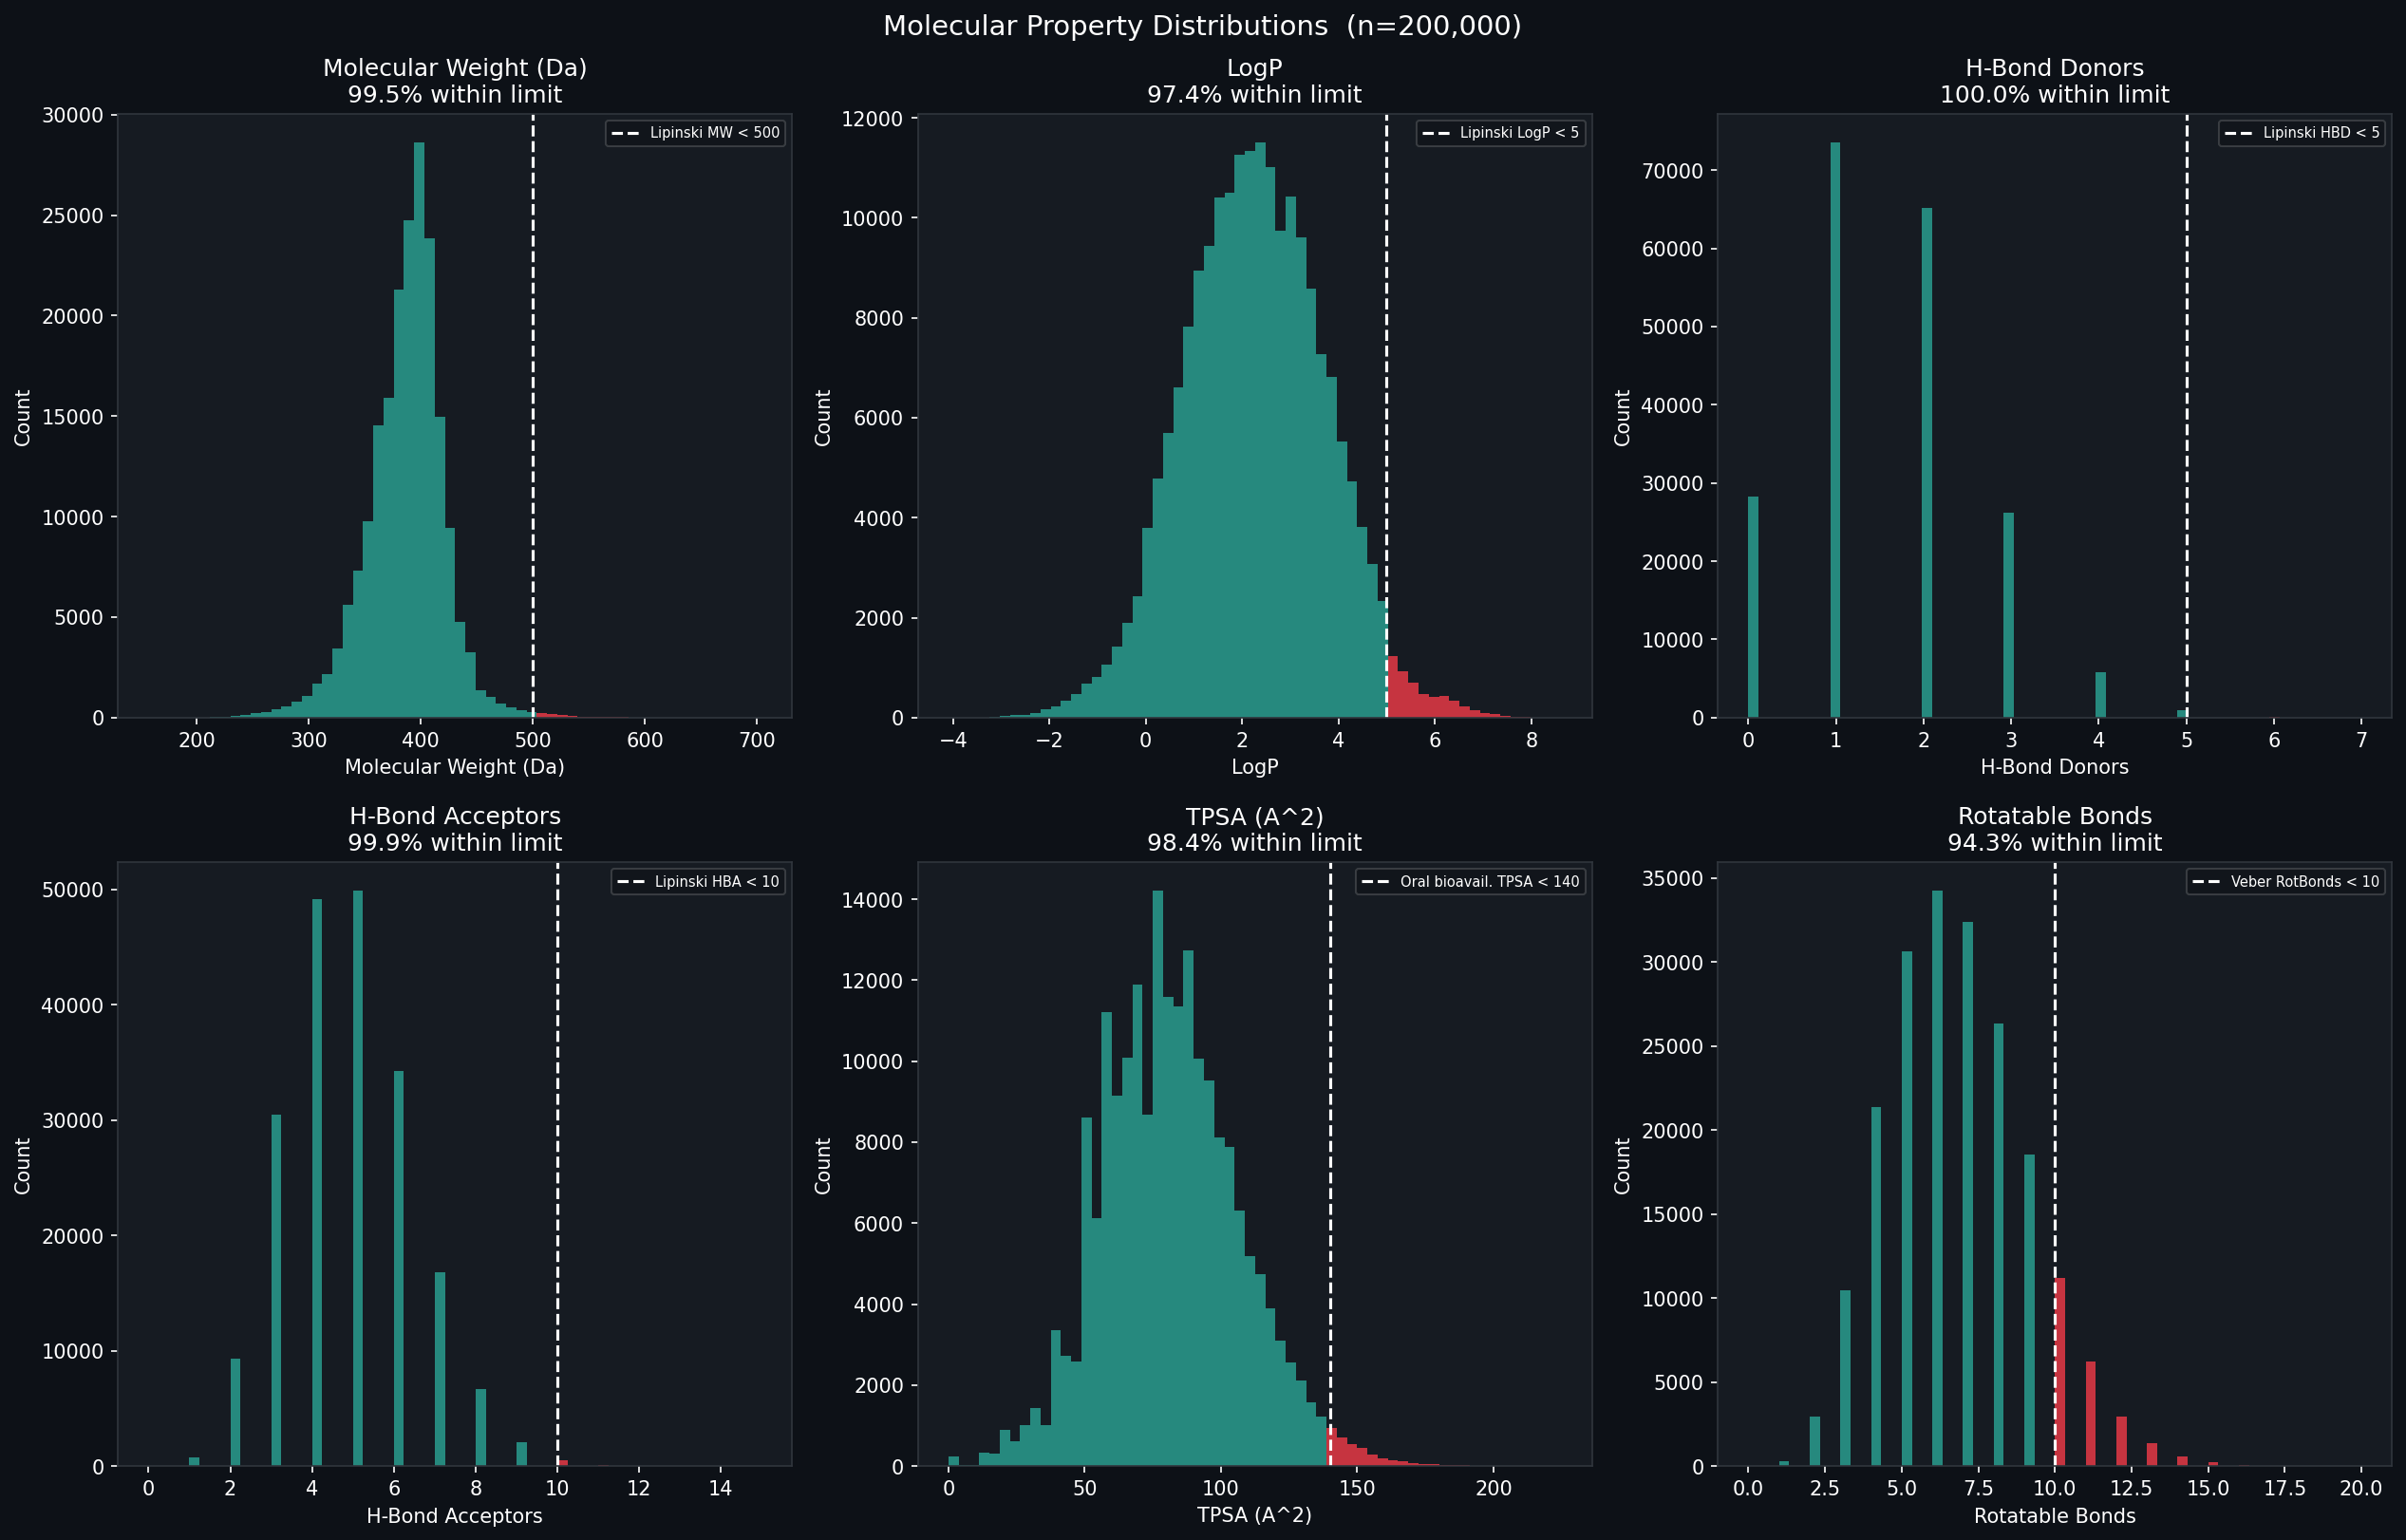 Molecular Property Distributions  (n=200,000)
Molecular Weight (Da)
99.5% within limit
Lipinski MW < 500
30000
25000
20000
15000
10000
5000
0
Count
200 300 400 500 600 700
Molecular Weight (Da)
LogP
97.4% within limit
Lipinski LogP < 5
12000
10000
8000
6000
4000
2000
0
Count
−4 −2 0 2 4 6 8
LogP
H-Bond Donors
100.0% within limit
Lipinski HBD < 5
70000
60000
50000
40000
30000
20000
10000
0
Count
0 1 2 3 4 5 6 7
H-Bond Donors
H-Bond Acceptors
99.9% within limit
Lipinski HBA < 10
50000
40000
30000
20000
10000
0
Count
0 2 4 6 8 10 12 14
H-Bond Acceptors
TPSA (A^2)
98.4% within limit
Oral bioavail. TPSA < 140
14000
12000
10000
8000
6000
4000
2000
0
Count
0 50 100 150 200
TPSA (A^2)
Rotatable Bonds
94.3% within limit
Veber RotBonds < 10
35000
30000
25000
20000
15000
10000
5000
0
Count
0.0 2.5 5.0 7.5 10.0 12.5 15.0 17.5 20.0
Rotatable Bonds